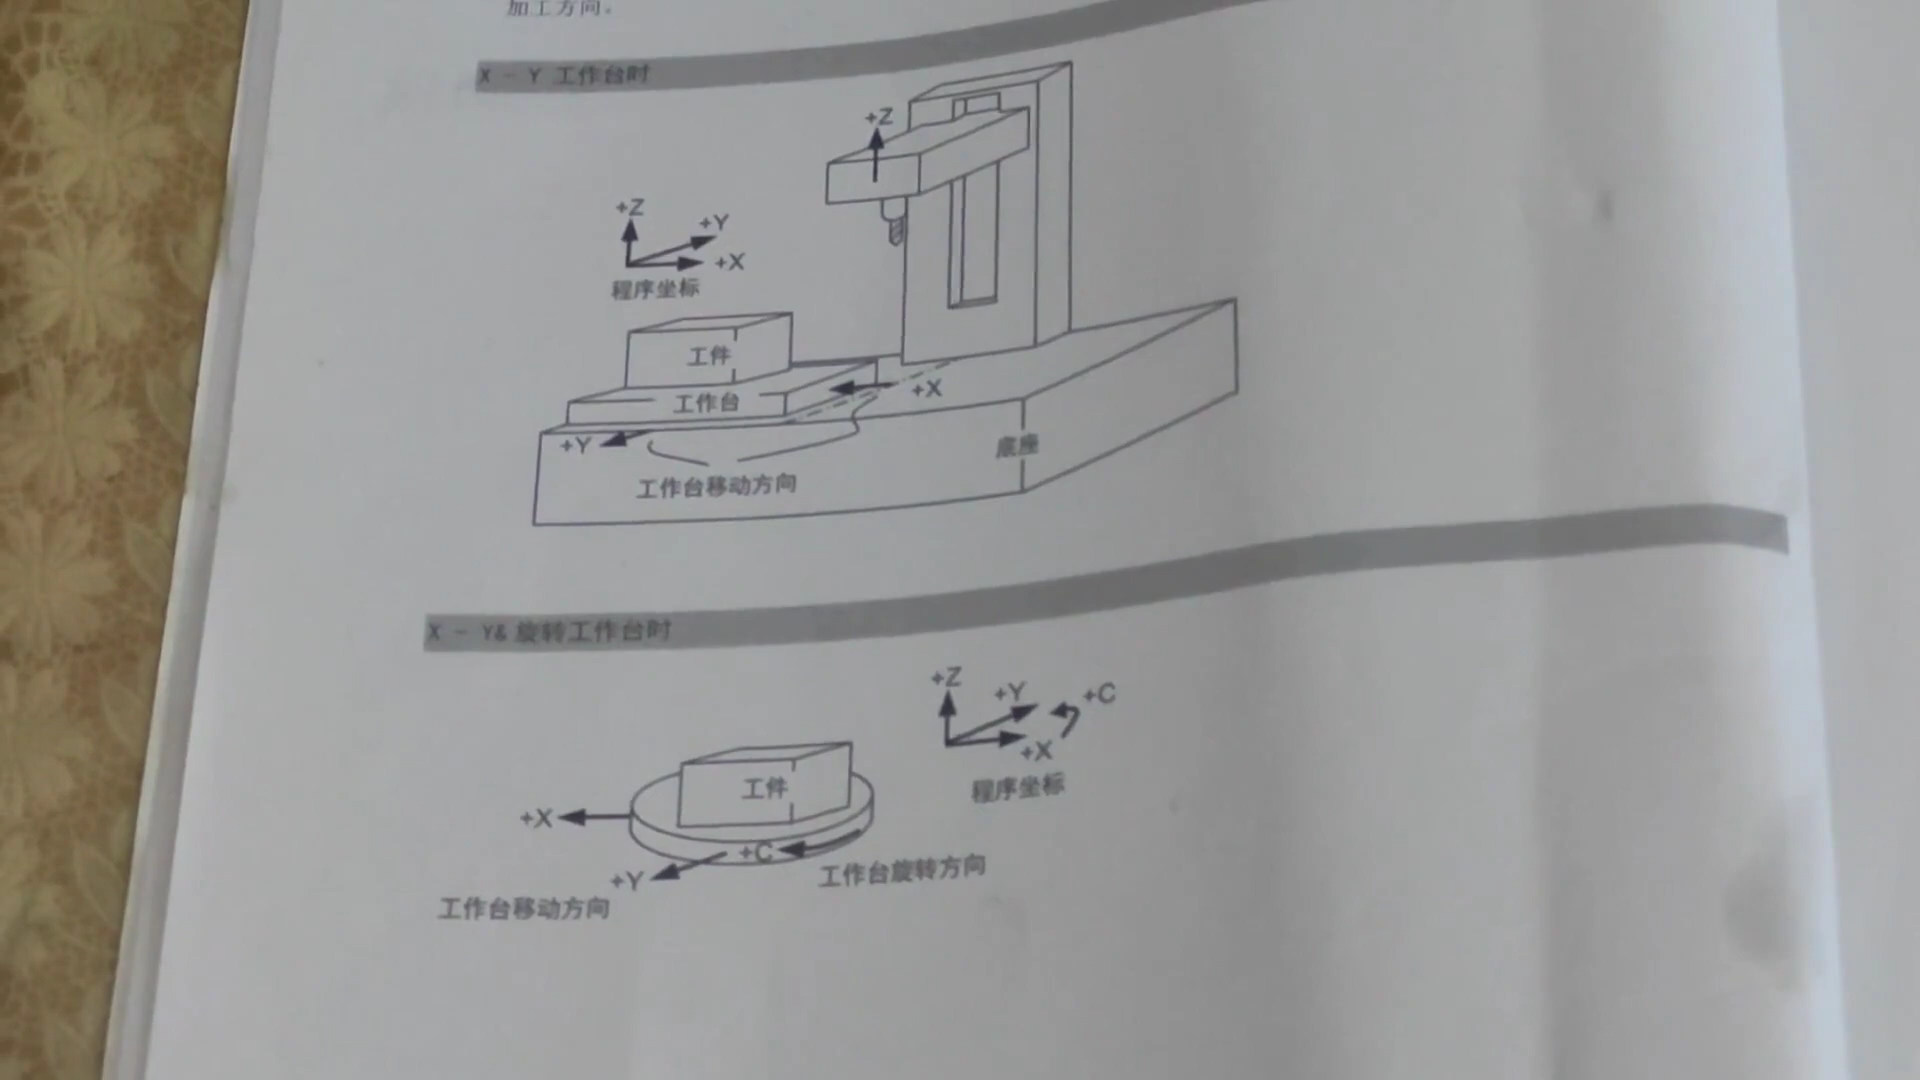 加工方向。
X - Y 工作台时
+Z
+Z
+Y
+X
程序坐标
工件
工作台
+X
+Y
底座
工作台移动方向
X - Y& 旋转工作台时
+Z
+Y
+C
+X
程序坐标
工件
+X
+C
+Y
工作台旋转方向
工作台移动方向